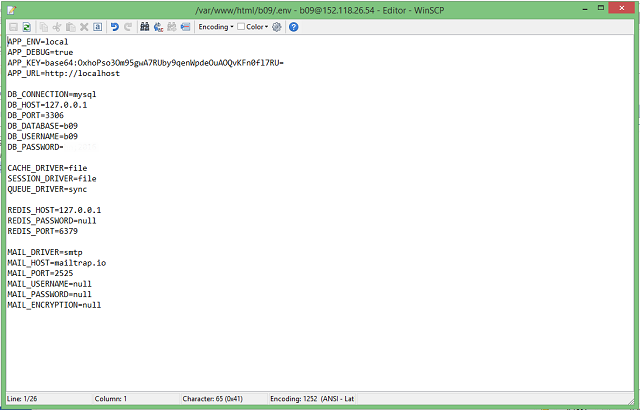 /var/www/html/b09/.env - b09@152.118.26.54 - Editor - WinSCP
Encoding
Color
APP_ENV=local
APP_DEBUG=true
APP_KEY=base64:OxhoPso3Om95gwA7RUby9qenWpdeOuAOQvKFn0fl7RU=
APP_URL=http://localhost
DB_CONNECTION=mysql
DB_HOST=127.0.0.1
DB_PORT=3306
DB_DATABASE=b09
DB_USERNAME=b09
DB_PASSWORD=
CACHE_DRIVER=file
SESSION_DRIVER=file
QUEUE_DRIVER=sync
REDIS_HOST=127.0.0.1
REDIS_PASSWORD=null
REDIS_PORT=6379
MAIL_DRIVER=smtp
MAIL_HOST=mailtrap.io
MAIL_PORT=2525
MAIL_USERNAME=null
MAIL_PASSWORD=null
MAIL_ENCRYPTION=null
Line: 1/26 Column: 1 Character: 65 (0x41) Encoding: 1252 (ANSI - Lat